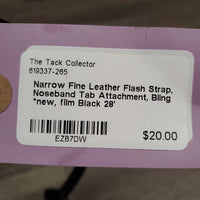 The Tack Collector
619337-265
Narrow Fine Leather Flash Strap,
Noseband Tab Attachment, Bling
*new, film Black 28'
EZB7DW
$20.00